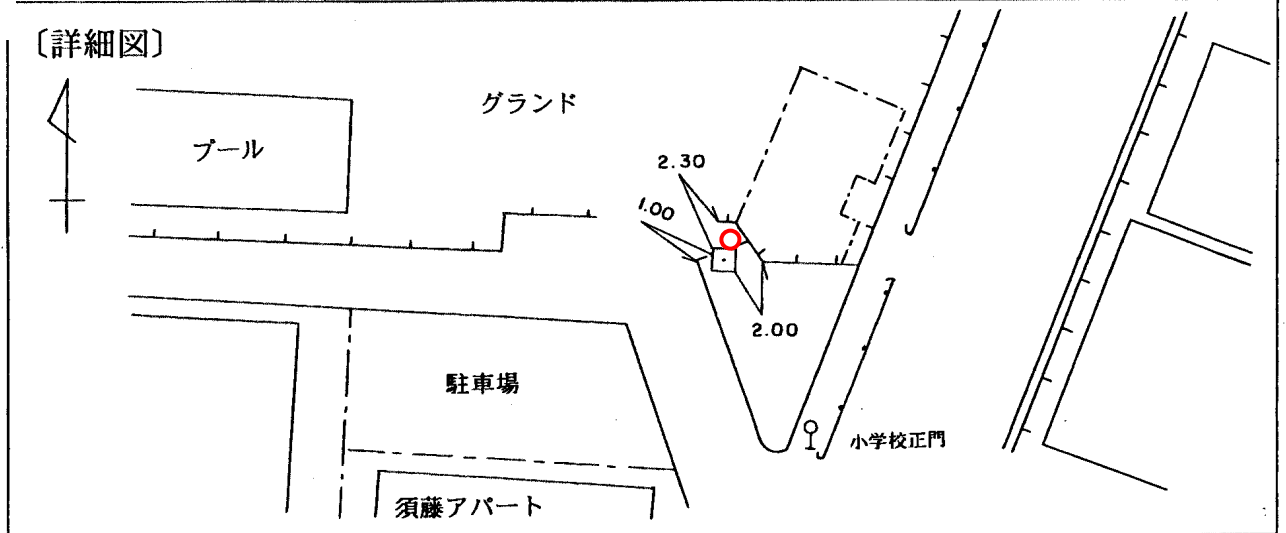 〔詳細図〕
グランド
プール
2.30
1.00
2.00
駐車場
小学校正門
須藤アパート